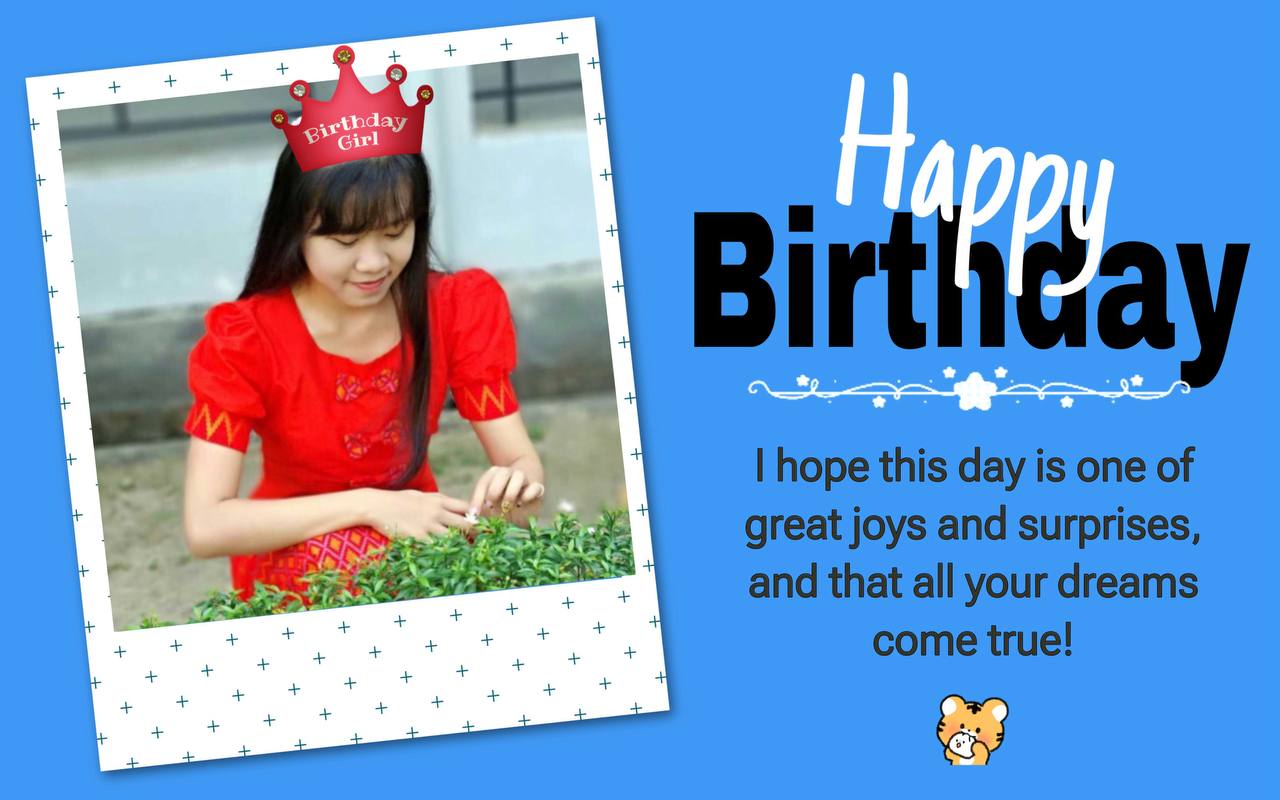 Birthday
Girl
Happy
Birthday
I hope this day is one of
great joys and surprises,
and that all your dreams
come true!